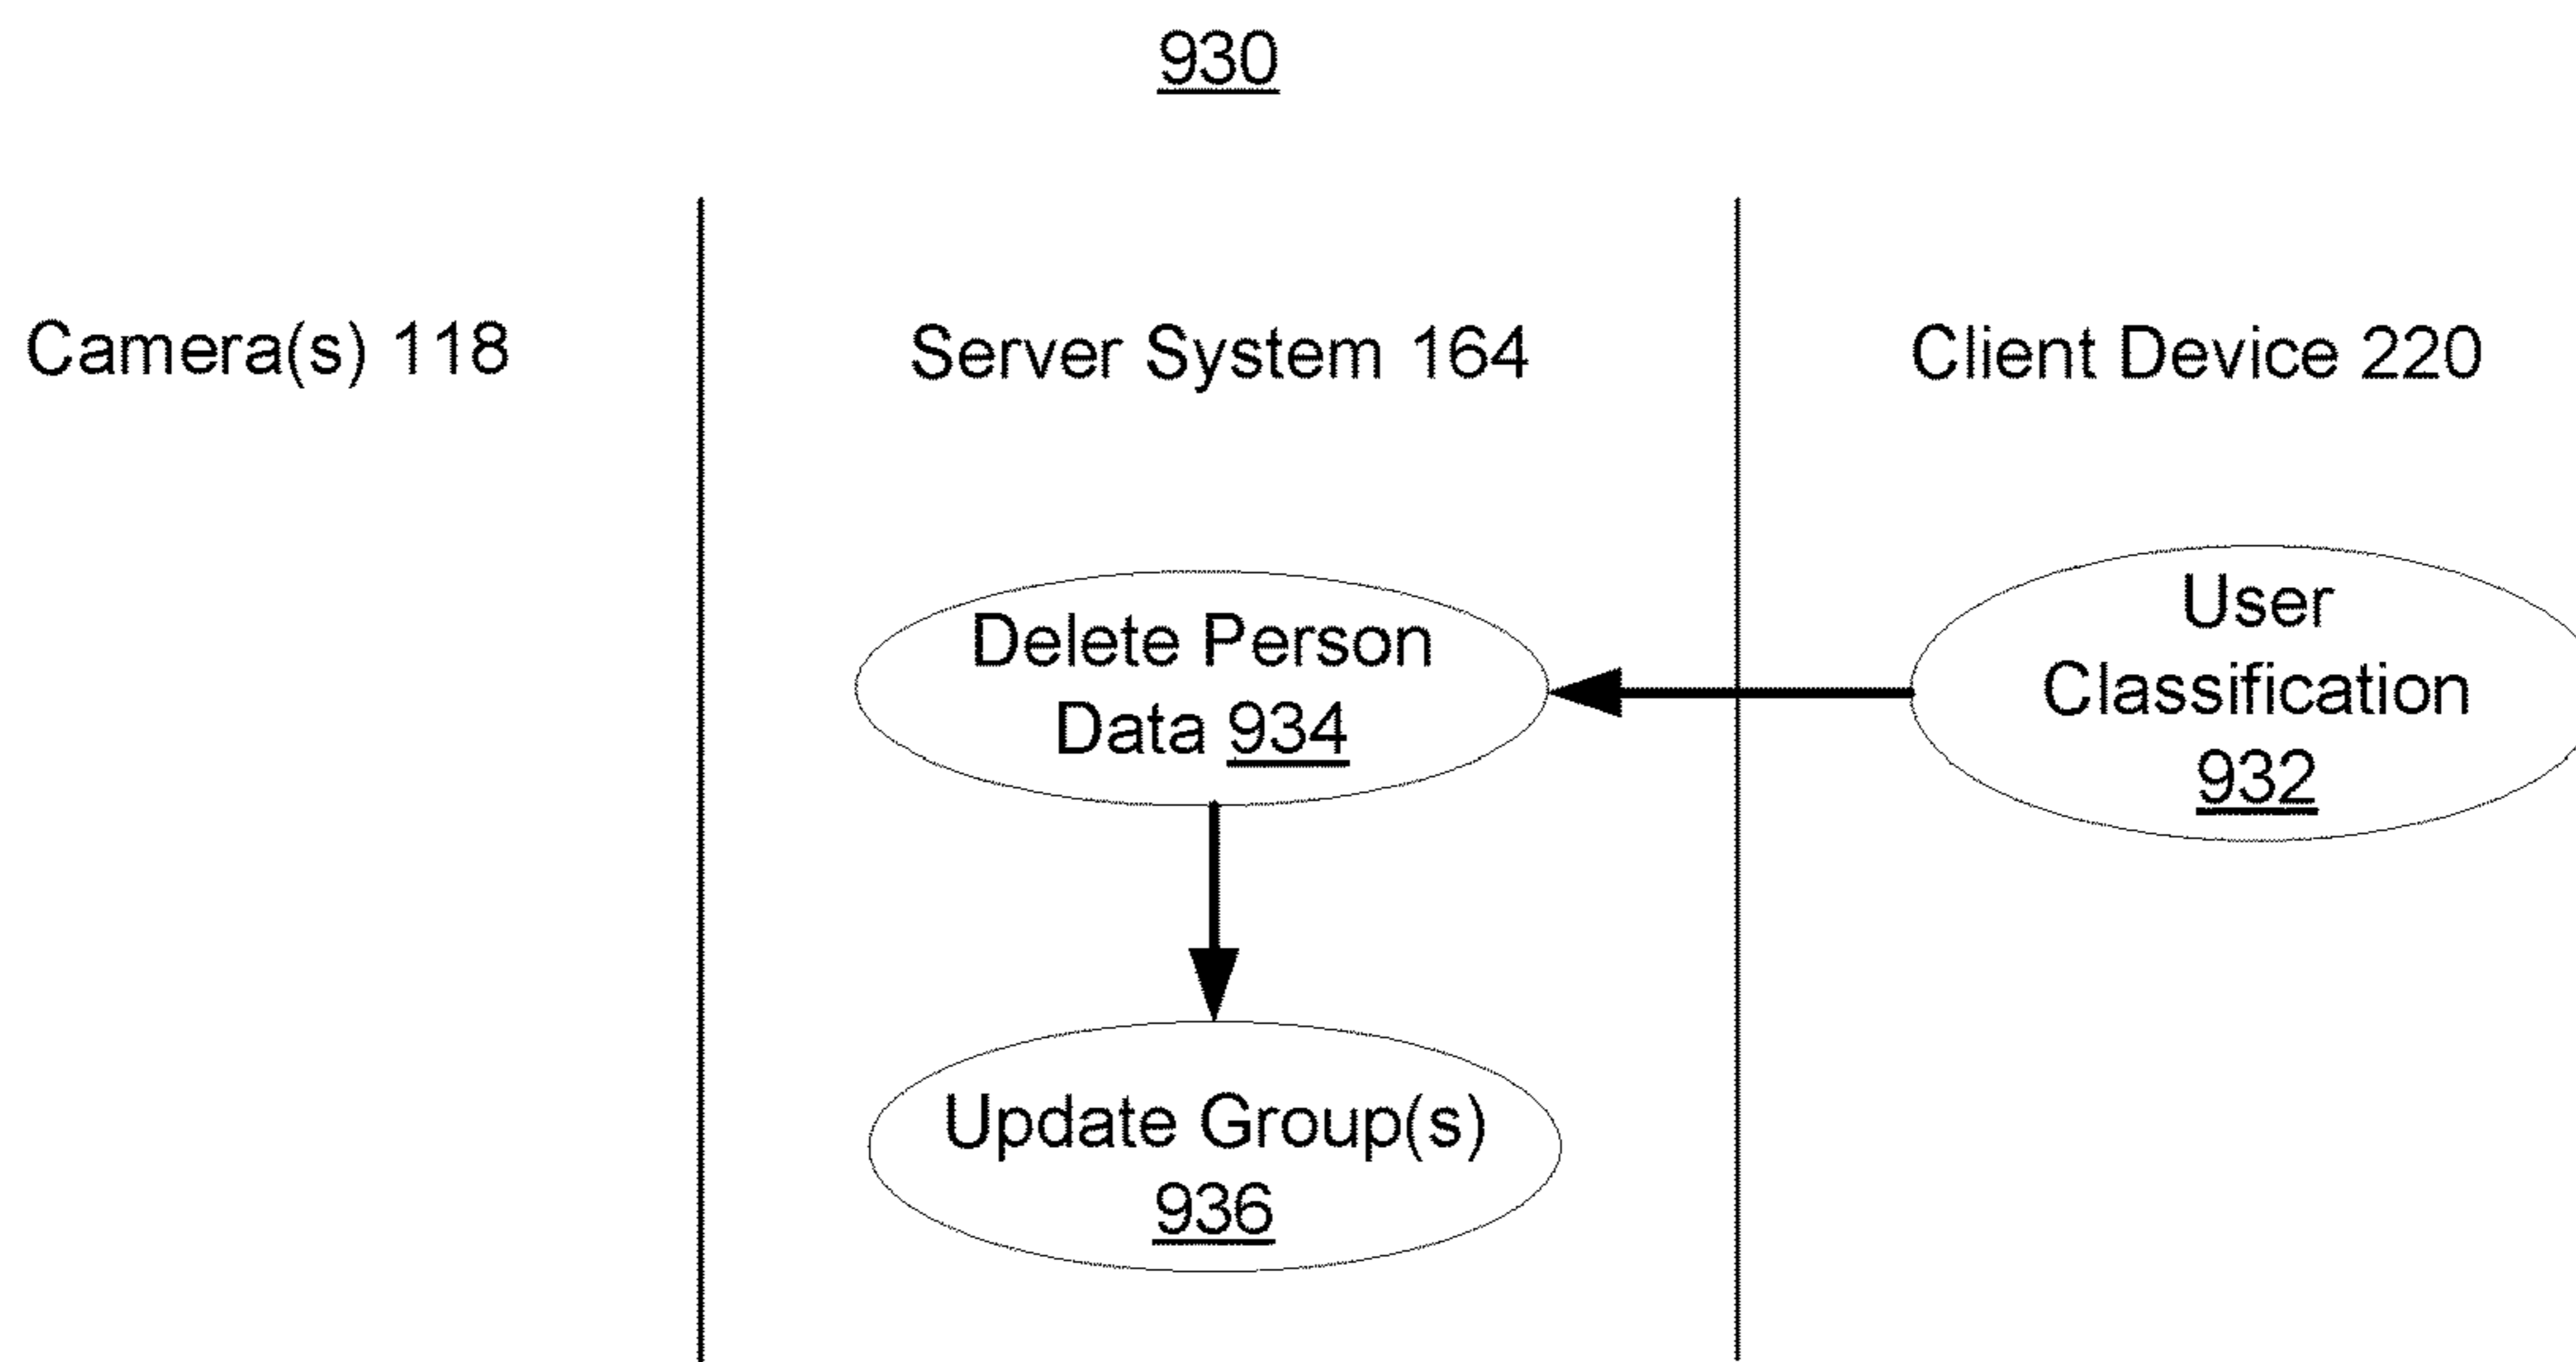 930
Camera(s) 118
Server System 164
Client Device 220
Delete Person
Data 934
User
Classification
932
Update Group(s)
936